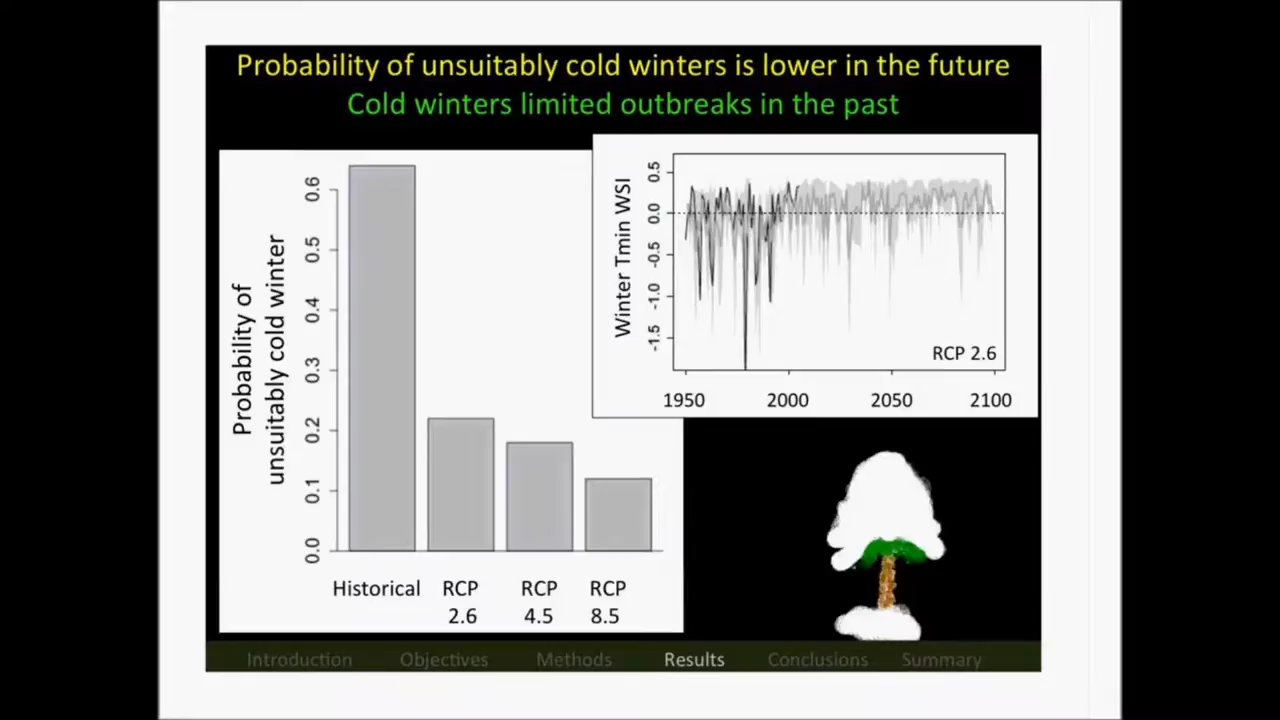 Probability of unsuitably cold winters is lower in the future
Cold winters limited outbreaks in the past
Probability of
unsuitably cold winter
0.6
0.5
0.4
0.3
0.2
0.1
0.0
Historical
RCP
2.6
RCP
4.5
RCP
8.5
Winter Tmin WSI
0.5
0.0
-0.5
-1.0
-1.5
RCP 2.6
1950
2000
2050
2100
Introduction
Objectives
Methods
Results
Conclusions
Summary